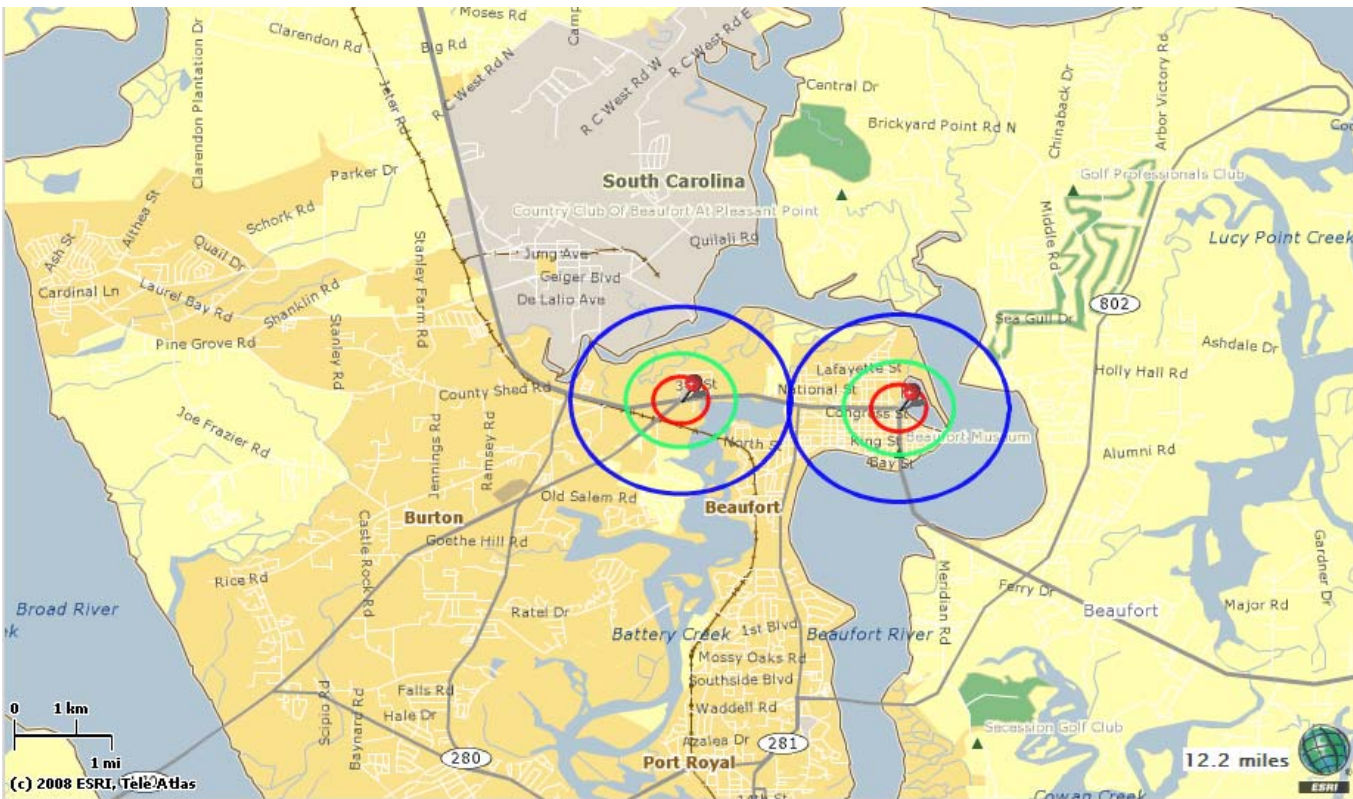 Moses Rd
Clarendon Rd
Big Rd
Clarendon Plantation Dr
Jeter Rd
R C West Rd N
R C West Rd W
R C West Rd E
Central Dr
Brickyard Point Rd N
Chinaback Dr
Arbor Victory Rd
South Carolina
Golf Professionals Club
Parker Dr
Althea St
Schork Rd
Country Club Of Beaufort At Pleasant Point
Middle Rd
Quilali Rd
Lucy Point Creek
Ash St
Quail Dr
Stanley Farm Rd
Jung Ave
Geiger Blvd
Cardinal Ln
Laurel Bay Rd
Shanklin Rd
De Lalio Ave
802
Sea Gull Dr
Pine Grove Rd
Stanley Rd
Ashdale Dr
Lafayette St
Holly Hall Rd
County Shed Rd
National St
Congress St
Joe Frazier Rd
Jennings Rd
Ramsey Rd
North S
King St
Beaufort Museum
Bay St
Alumni Rd
Old Salem Rd
Beaufort
Burton
Castle Rock Rd
Goethe Hill Rd
Gardner Dr
Rice Rd
Meridian Rd
Ferry Dr
Broad River
Ratel Dr
Beaufort
Major Rd
Battery Creek
1st Blvd
Beaufort River
Mossy Oaks Rd
Southside Blvd
Scipio Rd
Baynard Rd
Falls Rd
Waddell Rd
0 1 km
Hale Dr
Secession Golf Club
Azalea Dr
281
280
Port Royal
12.2 miles
1 mi
(c) 2008 ESRI, Tele Atlas
ESRI
Cowan Creek